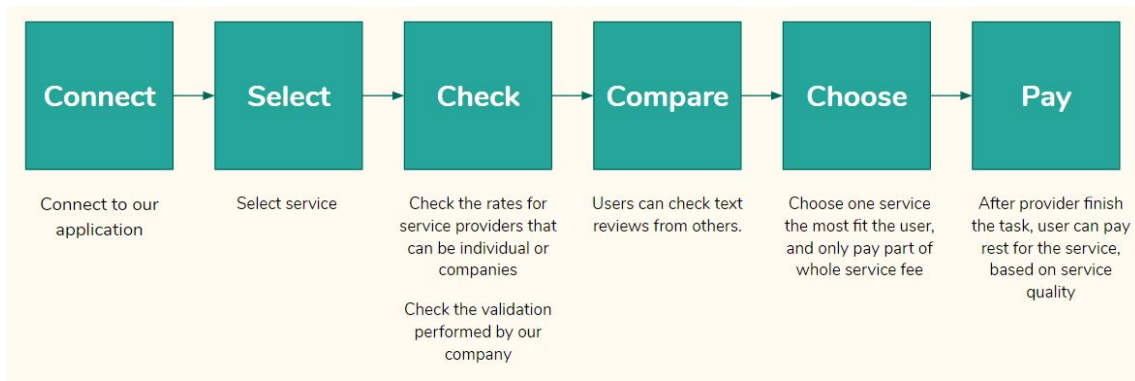 Connect
Select
Check
Compare
Choose
Pay
Connect to our
application
Select service
Check the rates for
service providers that
can be individual or
companies
Check the validation
performed by our
company
Users can check text
reviews from others.
Choose one service
the most fit the user,
and only pay part of
whole service fee
After provider finish
the task, user can pay
rest for the service,
based on service
quality